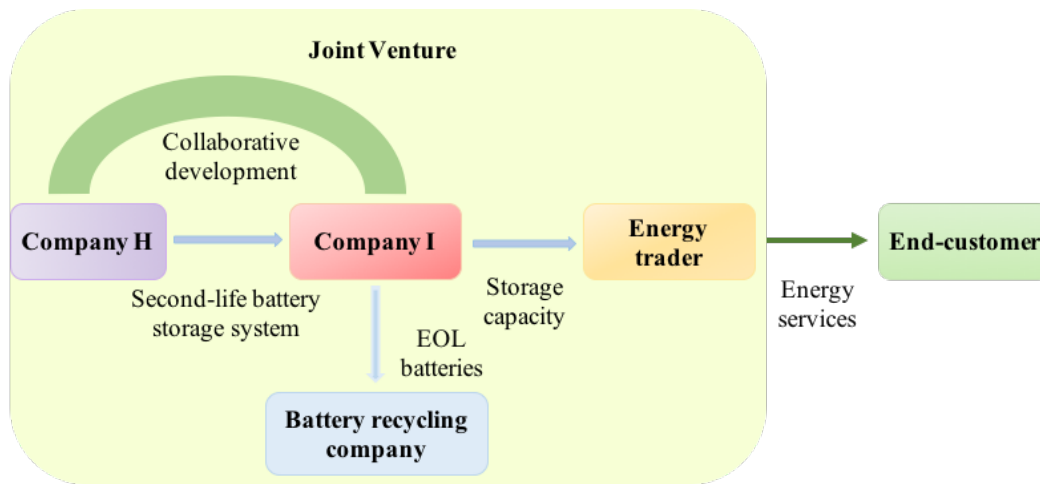 Joint Venture
Collaborative
development
Company H
Company I
Energy
trader
End-customer
Second-life battery
storage system
Storage
capacity
Energy
services
EOL
batteries
Battery recycling
company